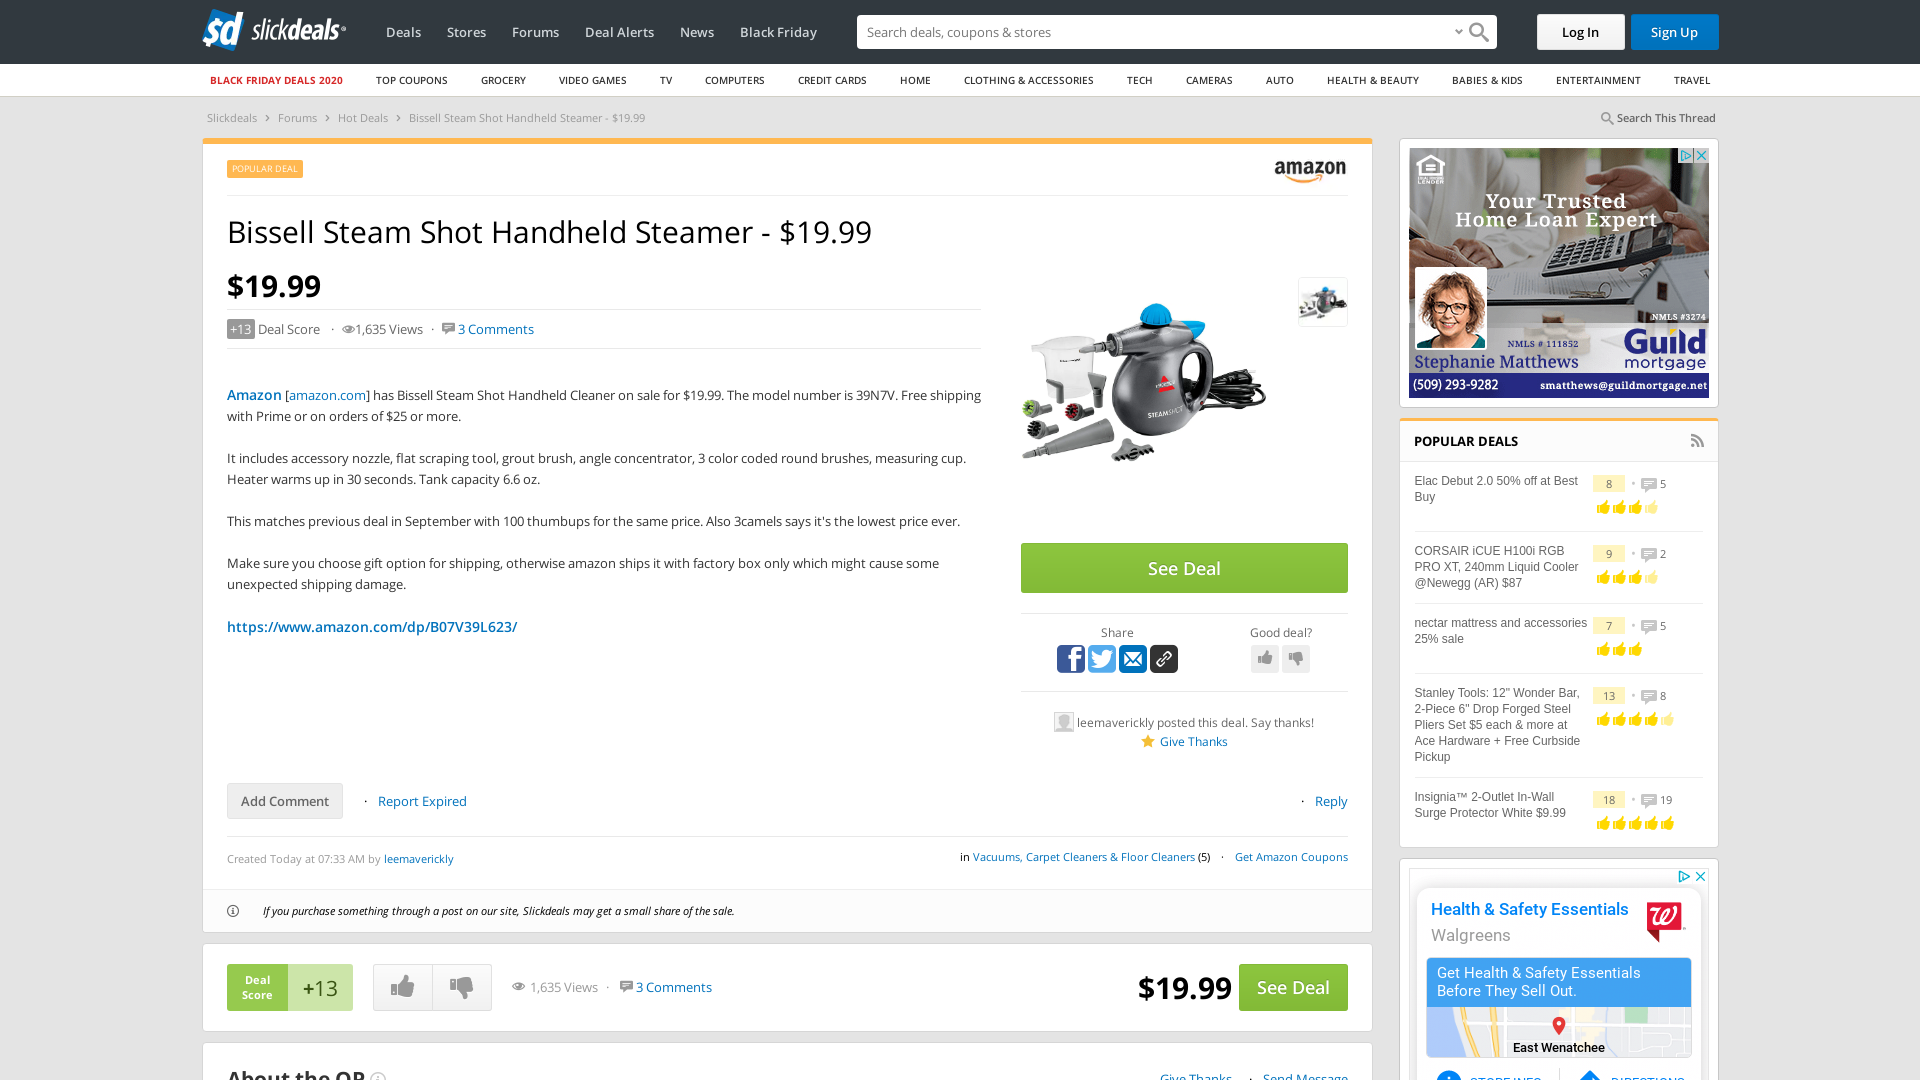 slickdeals
Deals
Stores
Forums
Deal Alerts
News
Black Friday
Search deals, coupons & shops
Log In
Sign Up
BLACK FRIDAY DEALS 2020
TOP COUPONS
GROCERY
VIDEO GAMES
TV
COMPUTERS
CREDIT CARDS
HOME
CLOTHING & ACCESSORIES
TECH
CAMERAS
AUTO
HEALTH & BEAUTY
BABIES & KIDS
ENTERTAINMENT
TRAVEL
Slickdeals › Forums › Hot Deals › Bissell Steam Shot Handheld Steamer - $19.99
Search This Thread
POPULAR DEAL
amazon
Bissell Steam Shot Handheld Steamer - $19.99
$19.99
+13 Deal Score · 1,635 Views · 3 Comments
Amazon [amazon.com] has Bissell Steam Shot Handheld Cleaner on sale for $19.99. The model number is 39N7V. Free shipping
with Prime or on orders of $25 or more.
It includes accessory nozzle, flat scraping tool, grout brush, angle concentrator, 3 color coded round brushes, measuring cup.
Heater warms up in 30 seconds. Tank capacity 6.6 oz.
This matches previous deal in September with 100 thumbups for the same price. Also 3camels says it's the lowest price ever.
Make sure you choose gift option for shipping, otherwise amazon ships it with factory box only which might cause some
unexpected shipping damage.
https://www.amazon.com/dp/B07V39L623/
STEAMSHOT
See Deal
Share
Good deal?
leemaverickly posted this deal. Say thanks!
Give Thanks
Add Comment
· Report Expired
· Reply
Created Today at 07:33 AM by leemaverickly
in Vacuums, Carpet Cleaners & Floor Cleaners (5) · Get Amazon Coupons
If you purchase something through a post on our site, Slickdeals may get a small share of the sale.
Deal
Score
+13
1,635 Views · 3 Comments
$19.99
See Deal
About the OP
Give Thanks · Send Message
Your Trusted
Home Loan Expert
NMLS #3274
NMLS # 111852
Guild
mortgage
Stephanie Matthews
(509) 293-9282
smatthews@guildmortgage.net
POPULAR DEALS
Elac Debut 2.0 50% off at Best
Buy
8 · 5
CORSAIR iCUE H100i RGB
PRO XT, 240mm Liquid Cooler
@Newegg (AR) $87
9 · 2
nectar mattress and accessories
25% sale
7 · 5
Stanley Tools: 12" Wonder Bar,
2-Piece 6" Drop Forged Steel
Pliers Set $5 each & more at
Ace Hardware + Free Curbside
Pickup
13 · 8
Insignia™ 2-Outlet In-Wall
Surge Protector White $9.99
18 · 19
Health & Safety Essentials
Walgreens
Get Health & Safety Essentials
Before They Sell Out.
East Wenatchee
STORE INFO
DIRECTIONS